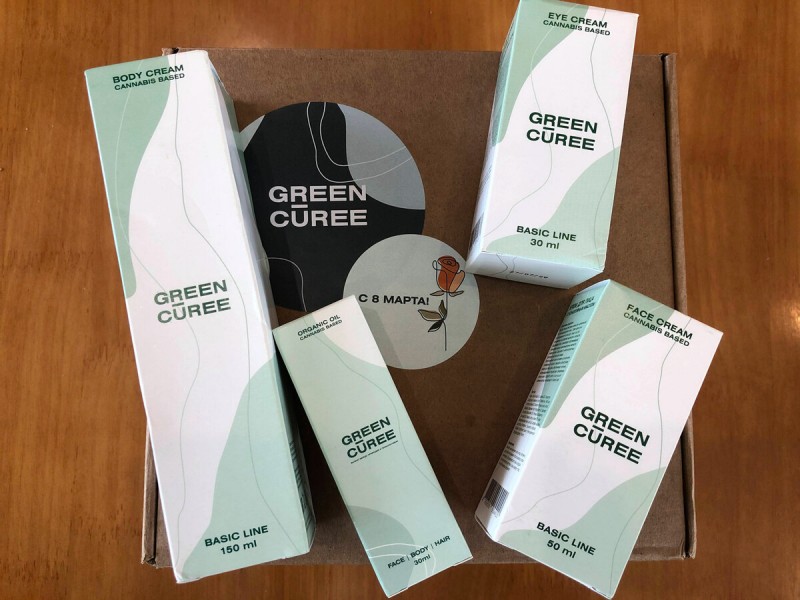 BODY CREAM
CANNABIS BASED
GREEN
CŪREE
BASIC LINE
150 ml
GREEN
CŪREE
С 8 МАРТА!
EYE CREAM
CANNABIS BASED
GREEN
CŪREE
BASIC LINE
30 ml
ORGANIC OIL
CANNABIS BASED
GREEN
CŪREE
FACE | BODY | HAIR
30ml
FACE CREAM
CANNABIS BASED
GREEN
CŪREE
BASIC LINE
50 ml